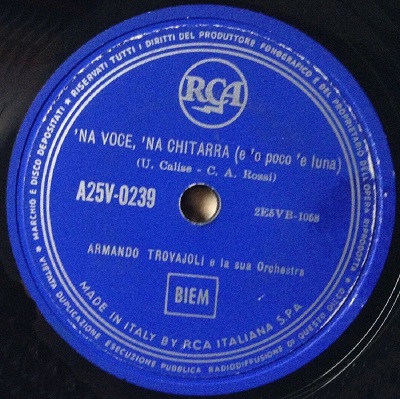 RISERVATI TUTTI I DIRITTI DEL PRODUTTORE FONOGRAFICO E DEL PROPRIETARIO DELL'OPERA RIPRODOTTA
RCA
'NA VOCE, 'NA CHITARRA (e 'o poco 'e luna)
(U. Calise - C. A. Rossi)
A25V-0239
2E5VB-1058
ARMANDO TROVAJOLI e la sua Orchestra
BIEM
MADE IN ITALY BY RCA ITALIANA S.P.A.
MARCHIO E DISCO DEPOSITATI ★ VIETATA DUPLICAZIONE ESECUZIONE PUBBLICA RADIODIFFUSIONE DI QUESTO DISCO